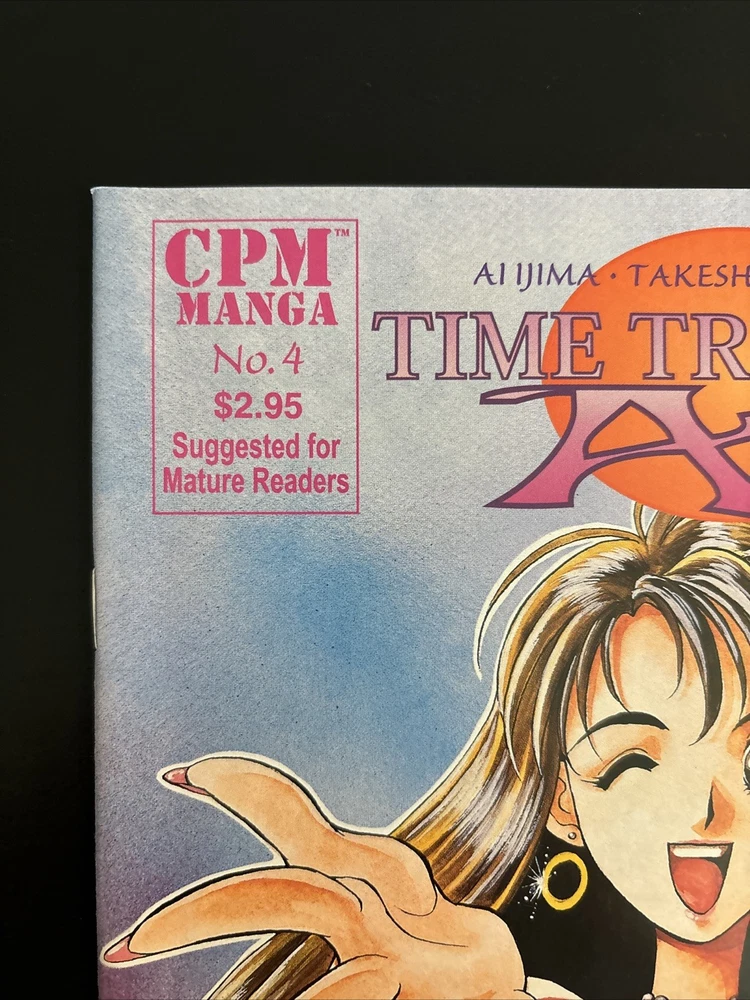 CPM™
MANGA
No. 4
$2.95
Suggested for
Mature Readers
AI IJIMA · TAKESH
TIME TR
A